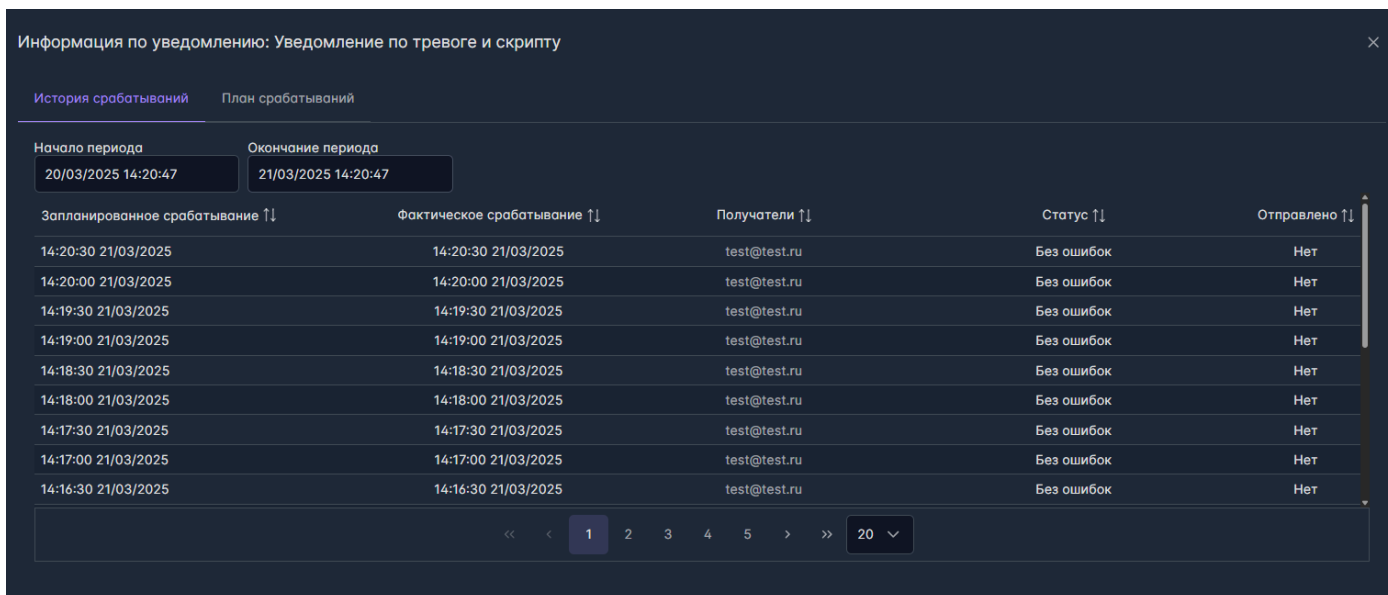 Информация по уведомлению: Уведомление по тревоге и скрипту
История срабатываний План срабатываний
Начало периода Окончание периода
20/03/2025 14:20:47 21/03/2025 14:20:47
Запланированное срабатывание Фактическое срабатывание Получатели Статус Отправлено
14:20:30 21/03/2025 14:20:30 21/03/2025 test@test.ru Без ошибок Нет
14:20:00 21/03/2025 14:20:00 21/03/2025 test@test.ru Без ошибок Нет
14:19:30 21/03/2025 14:19:30 21/03/2025 test@test.ru Без ошибок Нет
14:19:00 21/03/2025 14:19:00 21/03/2025 test@test.ru Без ошибок Нет
14:18:30 21/03/2025 14:18:30 21/03/2025 test@test.ru Без ошибок Нет
14:18:00 21/03/2025 14:18:00 21/03/2025 test@test.ru Без ошибок Нет
14:17:30 21/03/2025 14:17:30 21/03/2025 test@test.ru Без ошибок Нет
14:17:00 21/03/2025 14:17:00 21/03/2025 test@test.ru Без ошибок Нет
14:16:30 21/03/2025 14:16:30 21/03/2025 test@test.ru Без ошибок Нет
« ‹ 1 2 3 4 5 › » 20